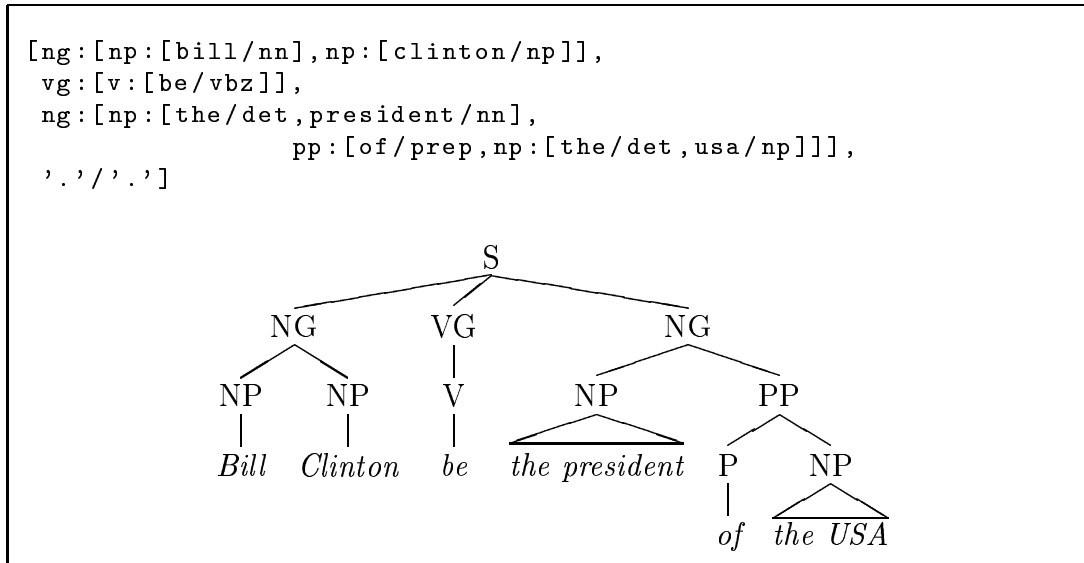 [ng:[np:[bill/nn],np:[clinton/np]],
vg:[v:[be/vbz]],
ng:[np:[the/det,president/nn],
pp:[of/prep,np:[the/det,usa/np]]],
'.'/'.']
S
NG VG NG
NP NP V NP PP
Bill Clinton be the president P NP
of the USA